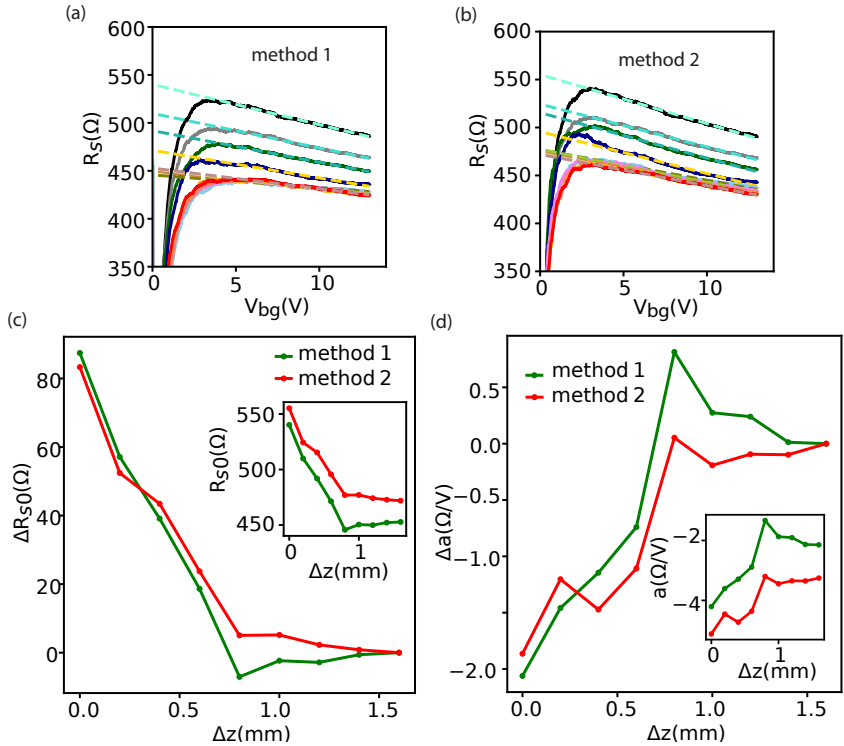 (a)
method 1
600
550
500
450
400
350
R_S(Ω)
0
5
10
V_bg(V)
(b)
method 2
600
550
500
450
400
350
R_S(Ω)
0
5
10
V_bg(V)
(c)
80
60
40
20
0
ΔR_s0(Ω)
method 1
method 2
550
500
450
R_s0(Ω)
0
1
Δz(mm)
0.0
0.5
1.0
1.5
Δz(mm)
(d)
0.5
0.0
−0.5
−1.0
−1.5
−2.0
Δa(Ω/V)
method 1
method 2
−2
−4
a(Ω/V)
0
1
Δz(mm)
0.0
0.5
1.0
1.5
Δz(mm)